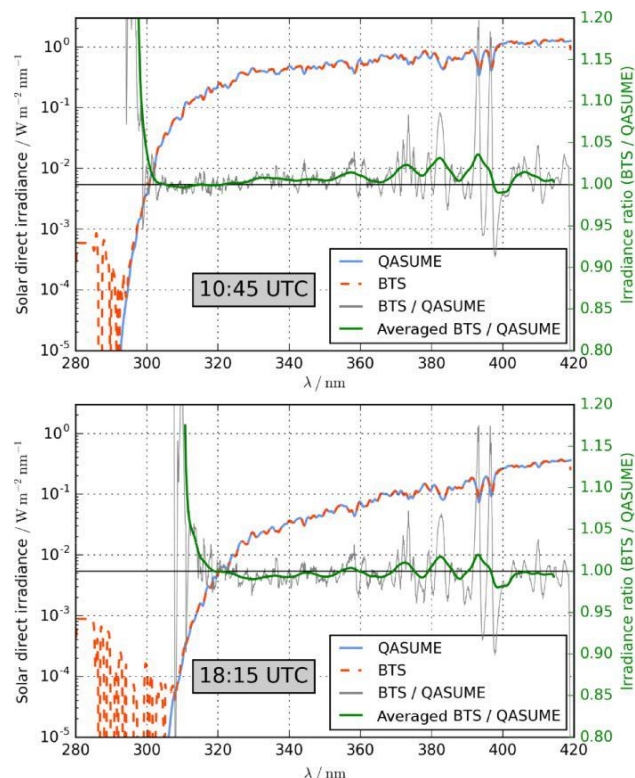 Solar direct irradiance / W m⁻² nm⁻¹
10⁰
10⁻¹
10⁻²
10⁻³
10⁻⁴
10⁻⁵
1.20
1.15
1.10
1.05
1.00
0.95
0.90
0.85
0.80
Irradiance ratio (BTS / QASUME)
QASUME
BTS
BTS / QASUME
Averaged BTS / QASUME
10:45 UTC
280 300 320 340 360 380 400 420
λ / nm
Solar direct irradiance / W m⁻² nm⁻¹
10⁰
10⁻¹
10⁻²
10⁻³
10⁻⁴
10⁻⁵
1.20
1.15
1.10
1.05
1.00
0.95
0.90
0.85
0.80
Irradiance ratio (BTS / QASUME)
QASUME
BTS
BTS / QASUME
Averaged BTS / QASUME
18:15 UTC
280 300 320 340 360 380 400 420
λ / nm